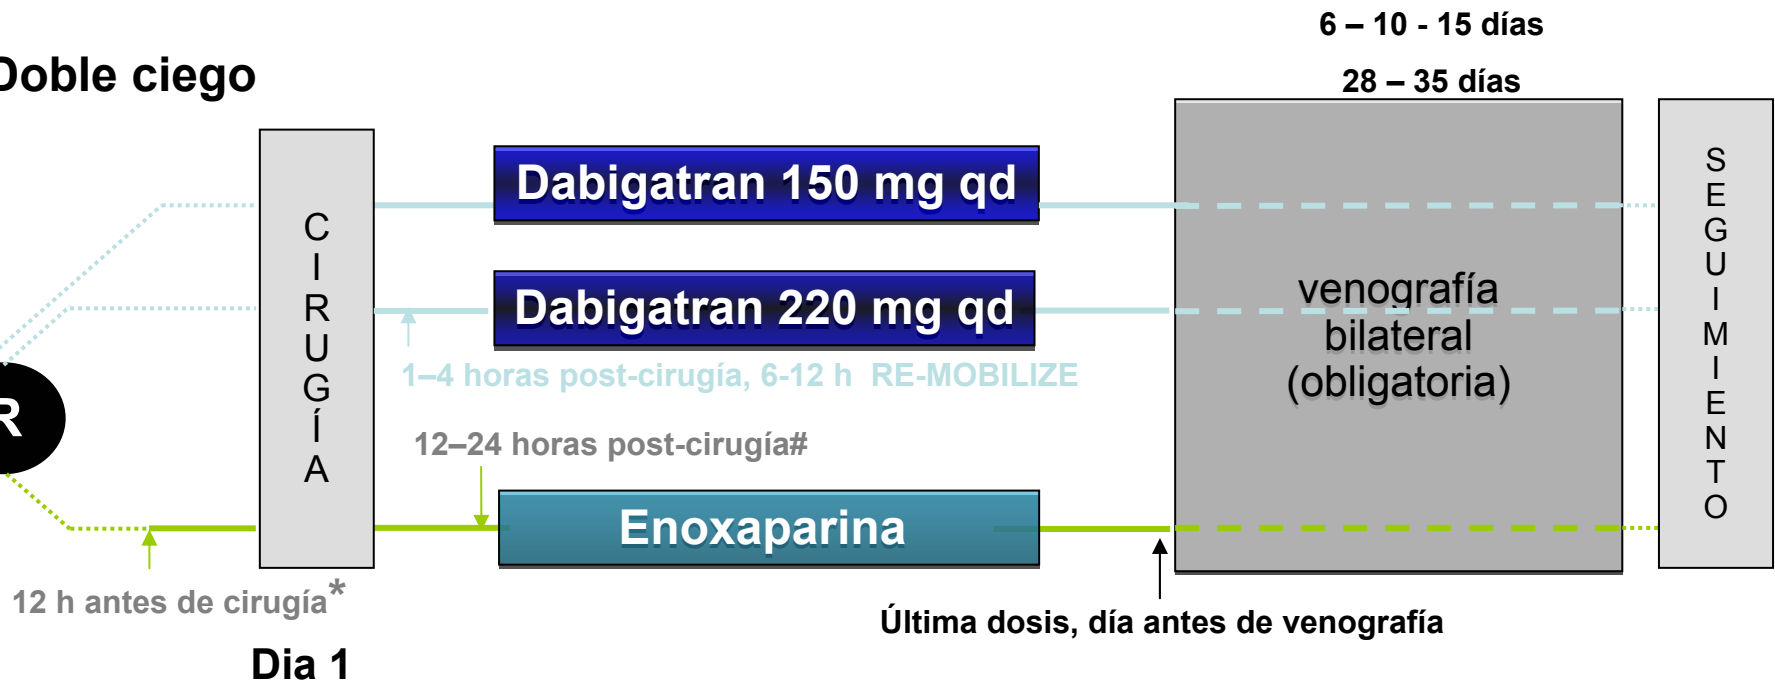 6 – 10 - 15 días
Doble ciego
28 – 35 días
CIRUGÍA
Dabigatran 150 mg qd
SEGUIMIENTO
Dabigatran 220 mg qd
venografía
bilateral
(obligatoria)
1–4 horas post-cirugía, 6-12 h RE-MOBILIZE
R
12–24 horas post-cirugía#
Enoxaparina
12 h antes de cirugía*
Última dosis, día antes de venografía
Dia 1